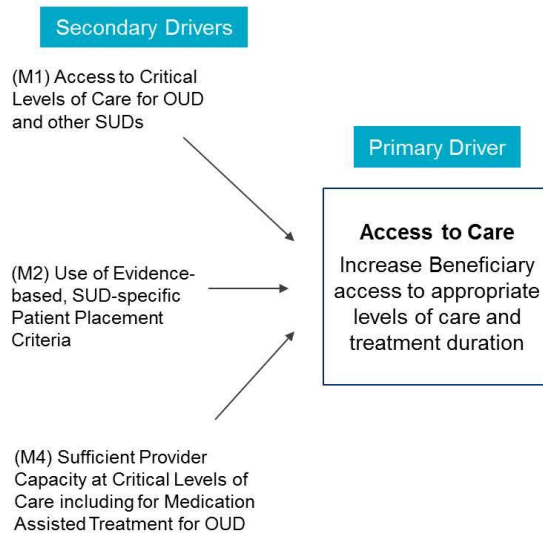 Secondary Drivers
(M1) Access to Critical
Levels of Care for OUD
and other SUDs
Primary Driver
Access to Care
Increase Beneficiary
access to appropriate
levels of care and
treatment duration
(M2) Use of Evidence-
based, SUD-specific
Patient Placement
Criteria
(M4) Sufficient Provider
Capacity at Critical Levels of
Care including for Medication
Assisted Treatment for OUD